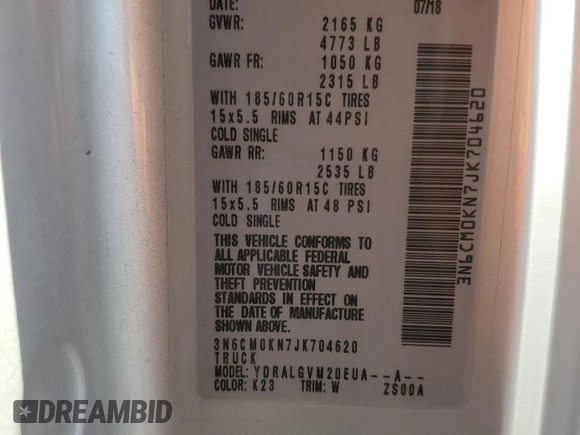 DATE: 07/18
GVWR: 2165 KG
4773 LB
GAWR FR: 1050 KG
2315 LB
WITH 185/60R15C TIRES
15x5.5 RIMS AT 44PSI
COLD SINGLE
GAWR RR: 1150 KG
2535 LB
WITH 185/60R15C TIRES
15x5.5 RIMS AT 48 PSI
COLD SINGLE
THIS VEHICLE CONFORMS TO
ALL APPLICABLE FEDERAL
MOTOR VEHICLE SAFETY AND
THEFT PREVENTION
STANDARDS IN EFFECT ON
THE DATE OF MANUFACTURE
SHOWN ABOVE.
3N6CM0KN7JK704620
TRUCK
MODEL: YDRALGVM20EUA--A--
COLOR: K23 TRIM: W ZS00A
3N6CM0KN7JK704620
DREAMBID